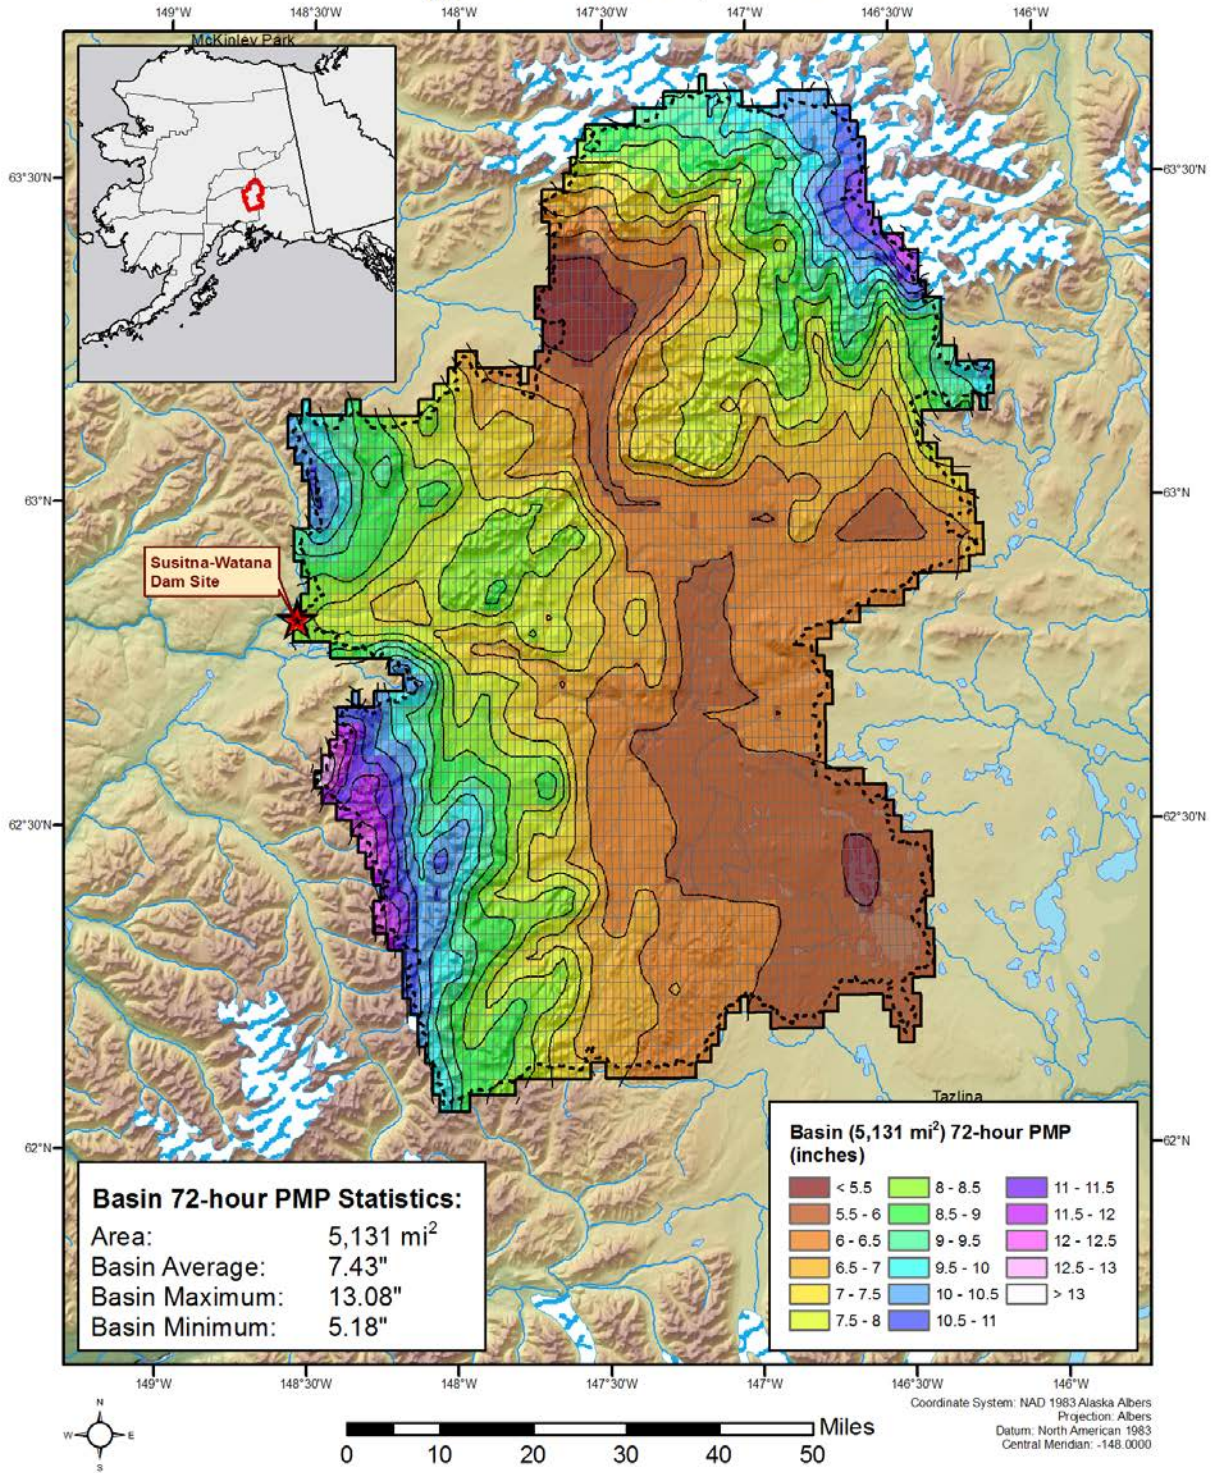 149°W 148°30'W 148°W 147°30'W 147°W 146°30'W 146°W
McKinley Park
63°30'N 63°30'N
63°N 63°N
Susitna-Watana
Dam Site
62°30'N 62°30'N
Tazlina
62°N 62°N
Basin 72-hour PMP Statistics:
Area: 5,131 mi²
Basin Average: 7.43"
Basin Maximum: 13.08"
Basin Minimum: 5.18"
Basin (5,131 mi²) 72-hour PMP
(inches)
< 5.5 8 - 8.5 11 - 11.5
5.5 - 6 8.5 - 9 11.5 - 12
6 - 6.5 9 - 9.5 12 - 12.5
6.5 - 7 9.5 - 10 12.5 - 13
7 - 7.5 10 - 10.5 > 13
7.5 - 8 10.5 - 11
149°W 148°30'W 148°W 147°30'W 147°W 146°30'W 146°W
N
W E
S
0 10 20 30 40 50 Miles
Coordinate System: NAD 1983 Alaska Albers
Projection: Albers
Datum: North American 1983
Central Meridian: -148.0000